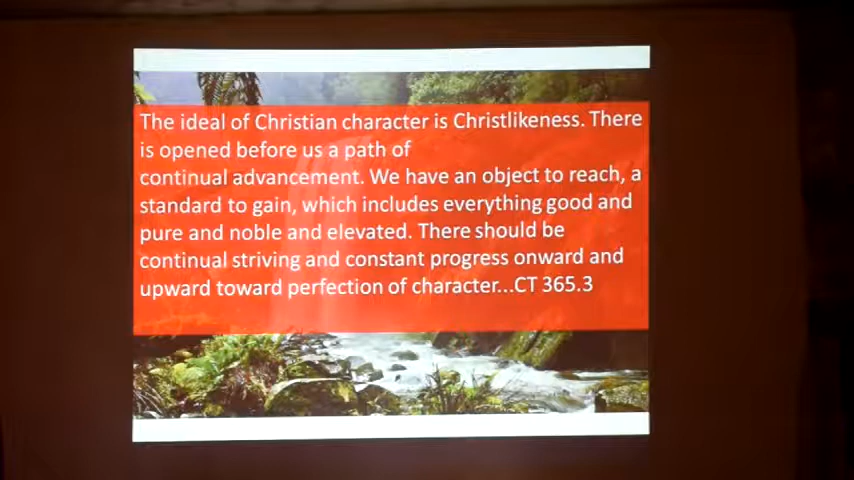 The ideal of Christian character is Christlikeness. There
is opened before us a path of
continual advancement. We have an object to reach, a
standard to gain, which includes everything good and
pure and noble and elevated. There should be
continual striving and constant progress onward and
upward toward perfection of character...CT 365.3